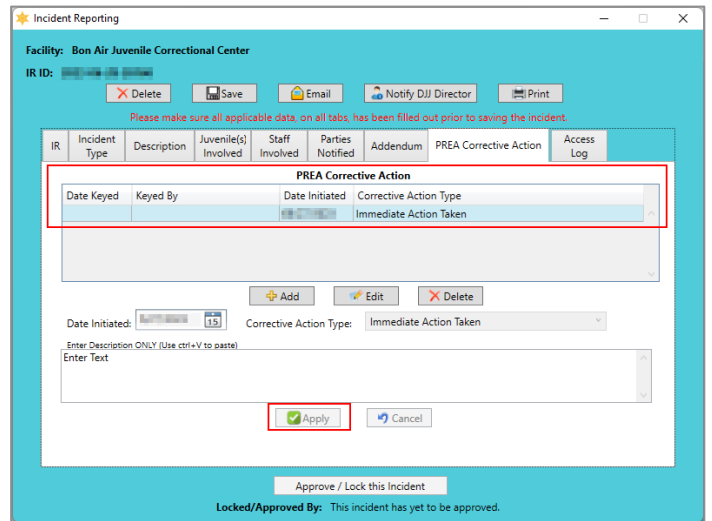 Incident Reporting
Facility: Bon Air Juvenile Correctional Center
IR ID:
Delete Save Email Notify DJJ Director Print
Please make sure all applicable data, on all tabs, has been filled out prior to saving the incident.
IR Incident Type Description Juvenile(s) Involved Staff Involved Parties Notified Addendum PREA Corrective Action Access Log
PREA Corrective Action
Date Keyed Keyed By Date Initiated Corrective Action Type
Immediate Action Taken
Add Edit Delete
Date Initiated: 15 Corrective Action Type: Immediate Action Taken
Enter Description ONLY (Use ctrl+V to paste)
Enter Text
Apply Cancel
Approve / Lock this Incident
Locked/Approved By: This incident has yet to be approved.